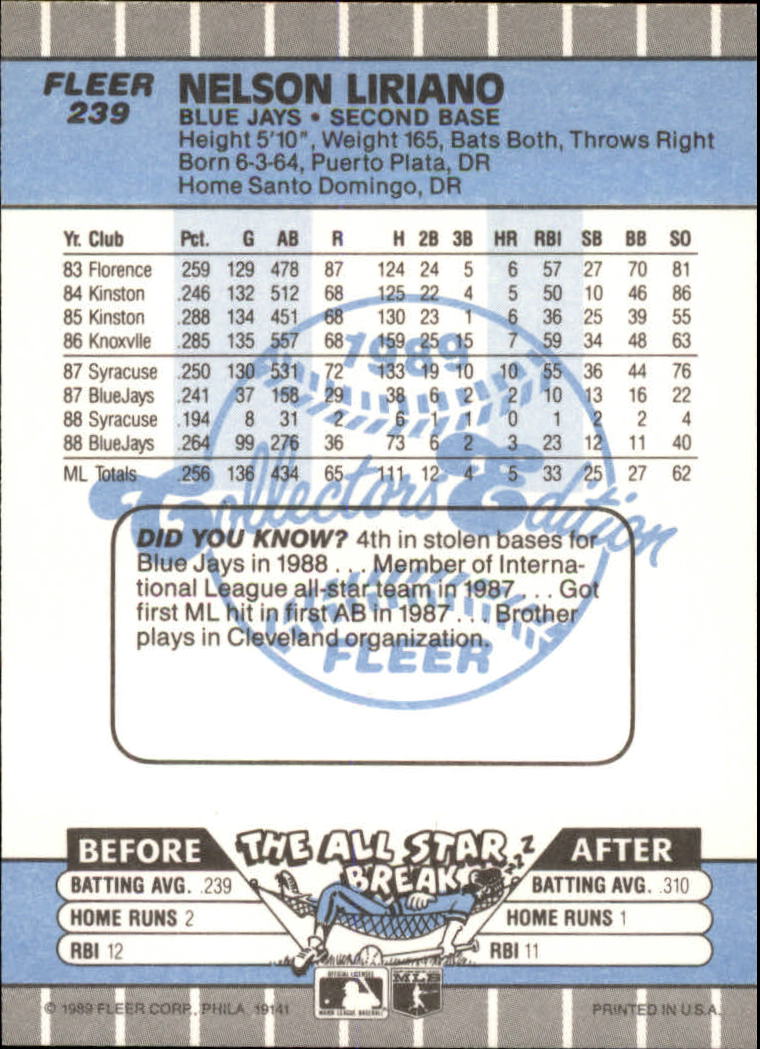 FLEER
239
NELSON LIRIANO
BLUE JAYS • SECOND BASE
Height 5'10", Weight 165, Bats Both, Throws Right
Born 6-3-64, Puerto Plata, DR
Home Santo Domingo, DR
Yr. Club Pct. G AB R H 2B 3B HR RBI SB BB SO
83 Florence 259 129 478 87 124 24 5 6 57 27 70 81
84 Kinston .246 132 512 68 125 22 4 5 50 10 46 86
85 Kinston .288 134 451 68 130 23 1 6 36 25 39 55
86 Knoxvlle .285 135 557 68 159 25 15 7 59 34 48 63
87 Syracuse .250 130 531 72 133 19 10 10 55 36 44 76
87 BlueJays .241 37 158 29 38 6 2 2 10 13 16 22
88 Syracuse .194 8 31 2 6 1 1 0 1 2 2 4
88 BlueJays .264 99 276 36 73 6 2 3 23 12 11 40
ML Totals .256 136 434 65 111 12 4 5 33 25 27 62
1989
Collectors Edition
FLEER
DID YOU KNOW? 4th in stolen bases for
Blue Jays in 1988 . . . Member of Interna-
tional League all-star team in 1987 . . . Got
first ML hit in first AB in 1987 . . . Brother
plays in Cleveland organization.
BEFORE THE ALL STAR BREAK Z Z Z Z AFTER
BATTING AVG. .239 BATTING AVG. .310
HOME RUNS 2 HOME RUNS 1
RBI 12 RBI 11
OFFICIAL LICENSEE
MAJOR LEAGUE BASEBALL
MLB
© 1989 FLEER CORP., PHILA. 19141 PRINTED IN U.S.A.